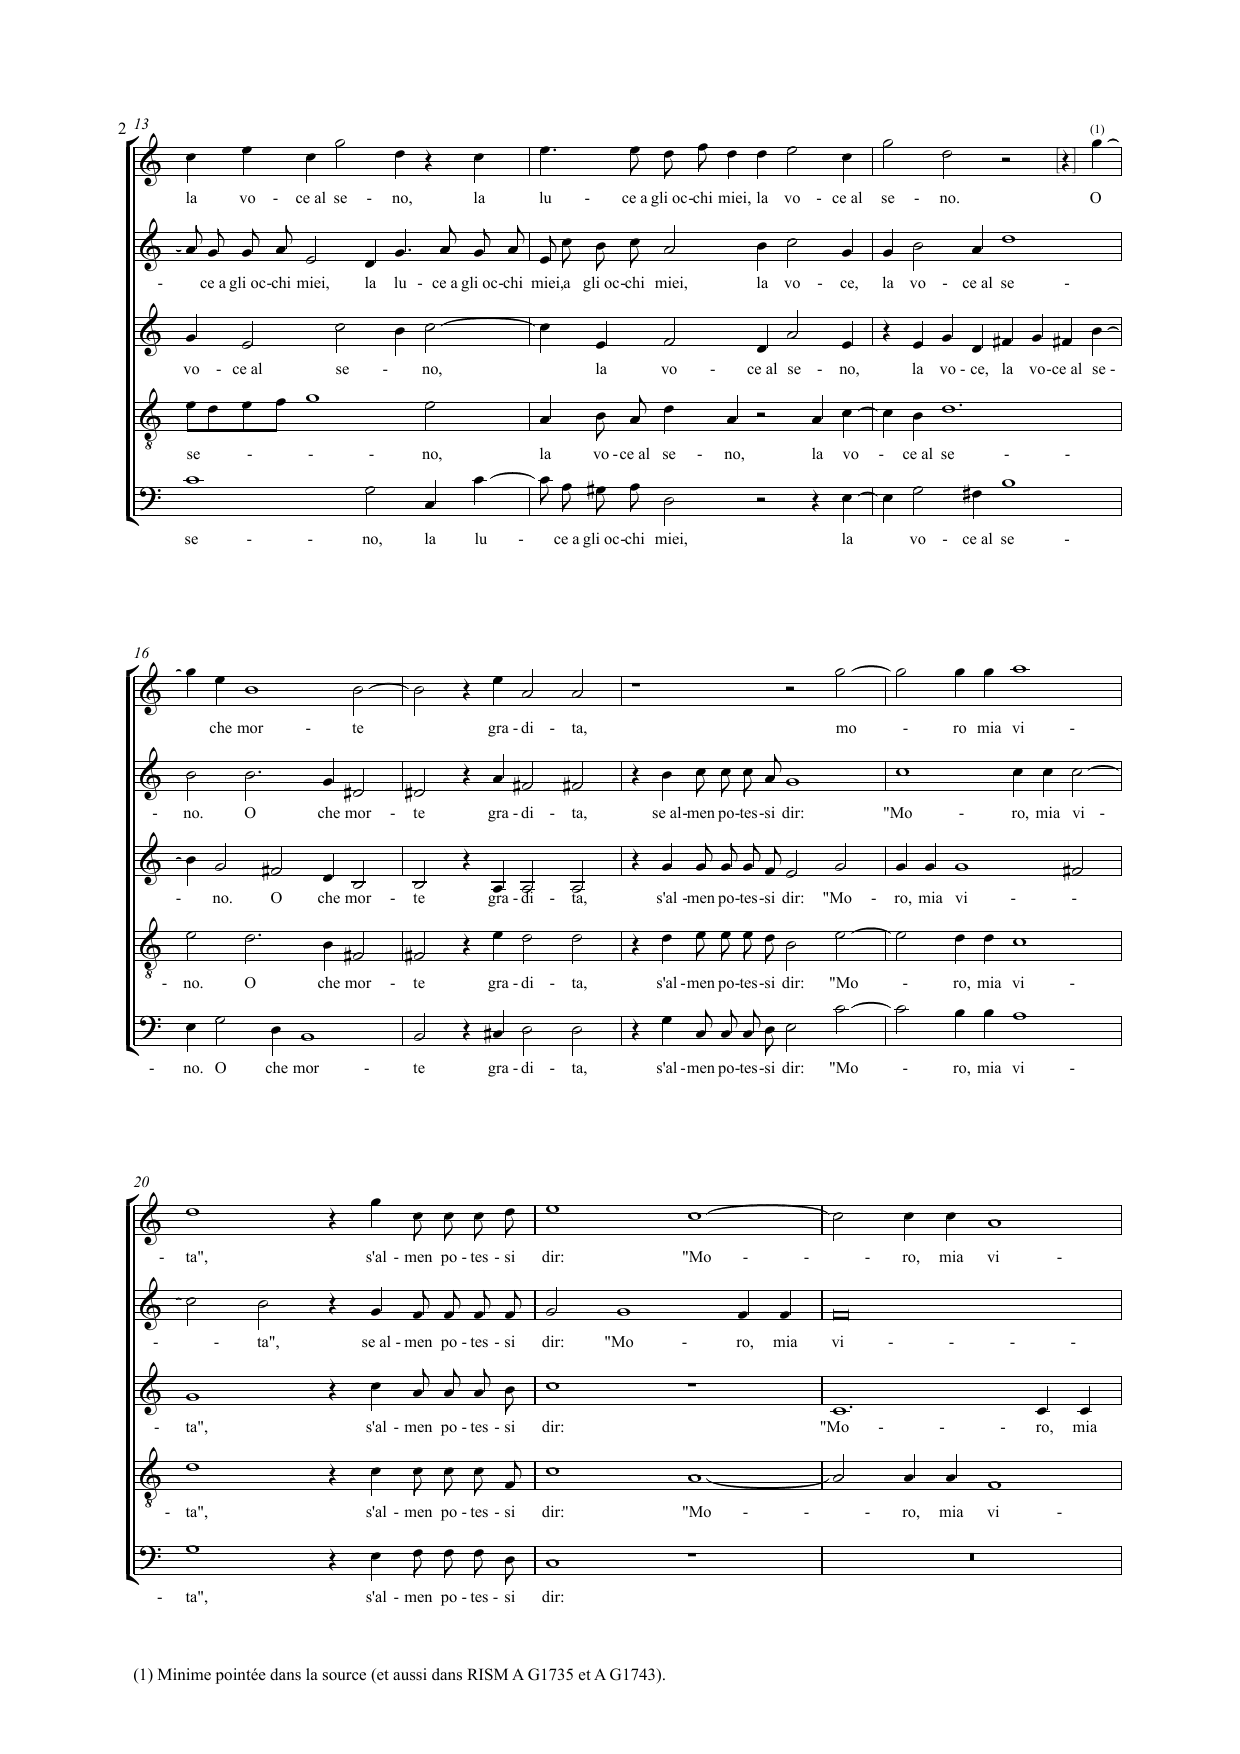 2 13
(1)
la vo - ce al se - no, la lu - ce a gli oc-chi miei, la vo - ce al se - no. O
- ce a gli oc-chi miei, la lu - ce a gli oc-chi miei,a gli oc-chi miei, la vo - ce, la vo - ce al se -
vo - ce al se - no, la vo - ce al se - no, la vo - ce, la vo-ce al se -
8
se - - - no, la vo - ce al se - no, la vo - ce al se - -
se - - no, la lu - ce a gli oc-chi miei, la vo - ce al se -
16
che mor - te gra - di - ta, mo - ro mia vi -
- no. O che mor - te gra - di - ta, se al-men po-tes-si dir: "Mo - ro, mia vi -
- no. O che mor - te gra - di - ta, s'al -men po-tes-si dir: "Mo - ro, mia vi - -
8
- no. O che mor - te gra - di - ta, s'al -men po-tes-si dir: "Mo - ro, mia vi -
- no. O che mor - te gra - di - ta, s'al -men po-tes-si dir: "Mo - ro, mia vi -
20
- ta", s'al - men po - tes - si dir: "Mo - - - ro, mia vi -
- - ta", se al - men po - tes - si dir: "Mo - ro, mia vi - - - -
- ta", s'al - men po - tes - si dir: "Mo - - - ro, mia
8
- ta", s'al - men po - tes - si dir: "Mo - - - ro, mia vi -
- ta", s'al - men po - tes - si dir:
(1) Minime pointée dans la source (et aussi dans RISM A G1735 et A G1743).